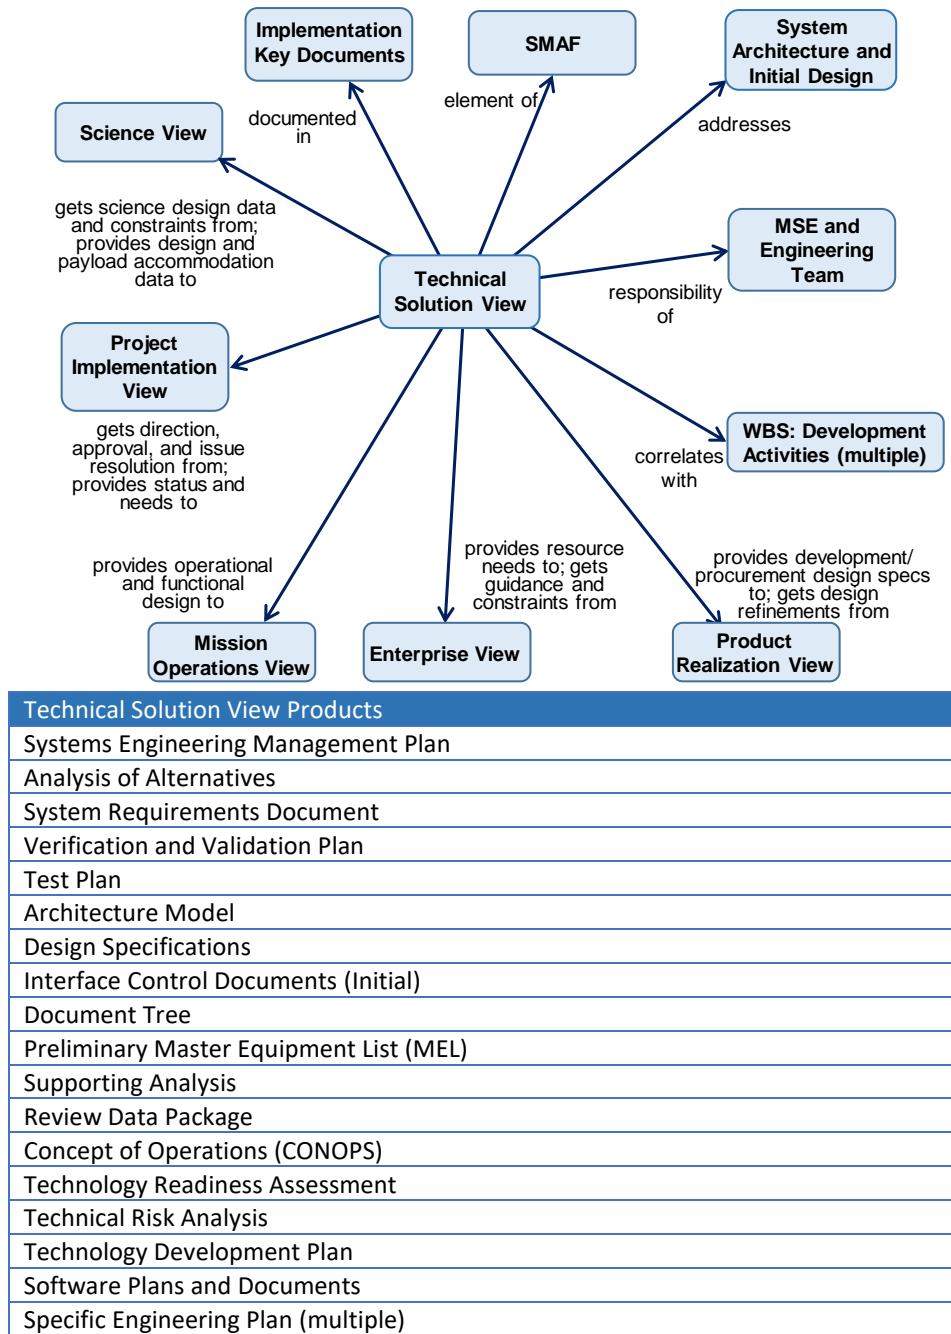 Implementation
Key Documents
SMAF
System
Architecture and
Initial Design
documented
in
element of
addresses
Science View
gets science design data
and constraints from;
provides design and
payload accommodation
data to
Technical
Solution View
MSE and
Engineering
Team
responsibility
of
Project
Implementation
View
gets direction,
approval, and issue
resolution from;
provides status and
needs to
WBS: Development
Activities (multiple)
correlates
with
provides operational
and functional
design to
provides resource
needs to; gets
guidance and
constraints from
provides development/
procurement design specs
to; gets design
refinements from
Mission
Operations View
Enterprise View
Product
Realization View
Technical Solution View Products
Systems Engineering Management Plan
Analysis of Alternatives
System Requirements Document
Verification and Validation Plan
Test Plan
Architecture Model
Design Specifications
Interface Control Documents (Initial)
Document Tree
Preliminary Master Equipment List (MEL)
Supporting Analysis
Review Data Package
Concept of Operations (CONOPS)
Technology Readiness Assessment
Technical Risk Analysis
Technology Development Plan
Software Plans and Documents
Specific Engineering Plan (multiple)